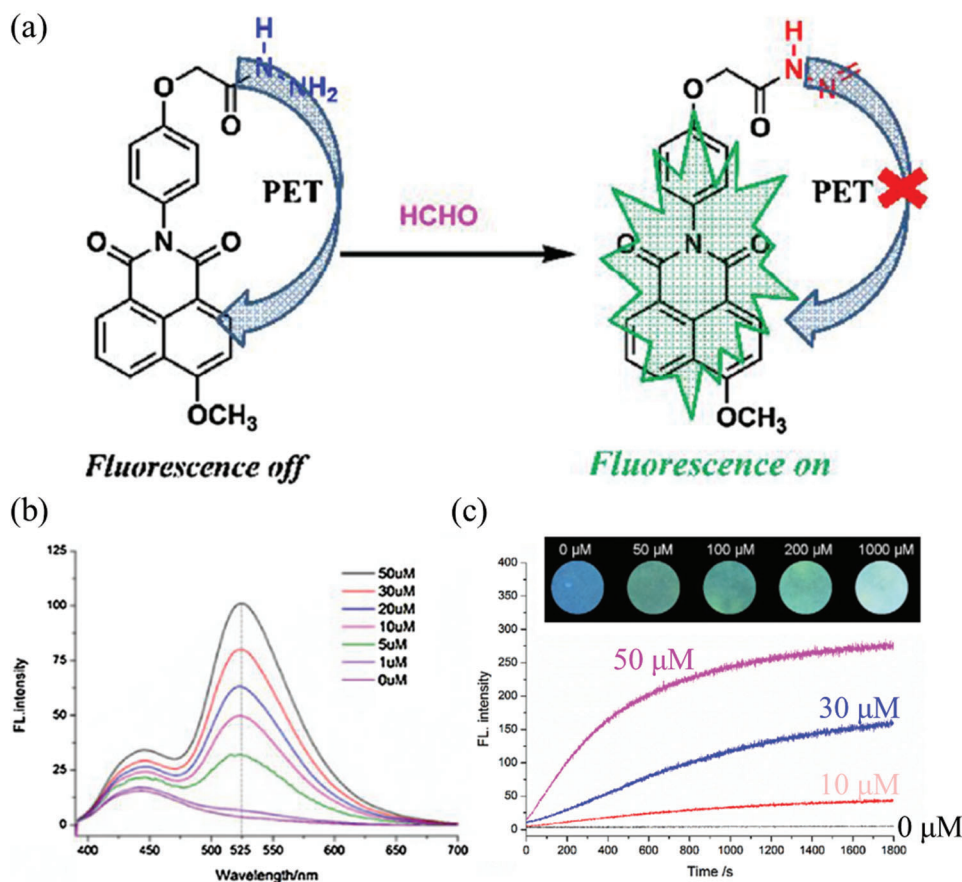 (a)
H
N
NH2
O
O
PET
O
N
O
OCH3
Fluorescence off
HCHO
H
N
N
O
O
PET
O
N
O
OCH3
Fluorescence on
(b)
FL.intensity
125
100
75
50
25
0
400
450
500
525
550
600
650
700
Wavelength/nm
50uM
30uM
20uM
10uM
5uM
1uM
0uM
(c)
0 μM 50 μM 100 μM 200 μM 1000 μM
FL. intensity
400
350
300
250
200
150
100
50
0
50 μM
30 μM
10 μM
0 μM
0 200 400 600 800 1000 1200 1400 1600 1800
Time /s